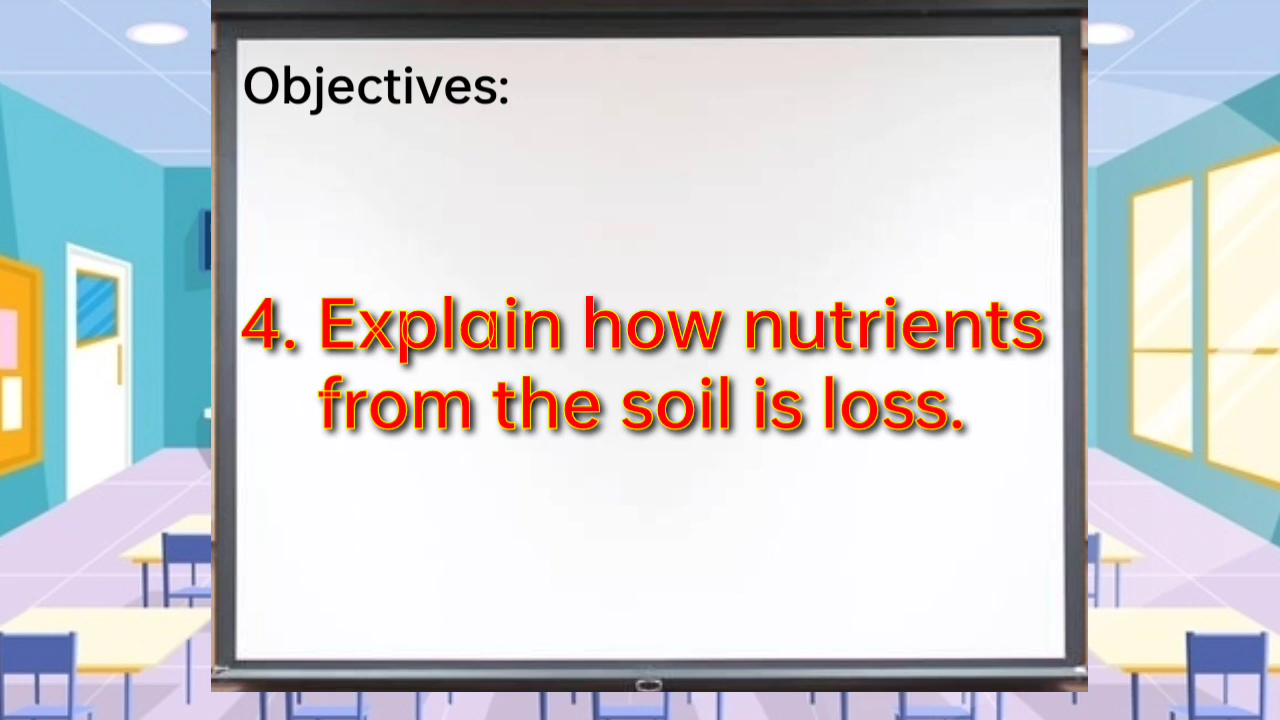 Objectives:
4. Explain how nutrients
from the soil is loss.